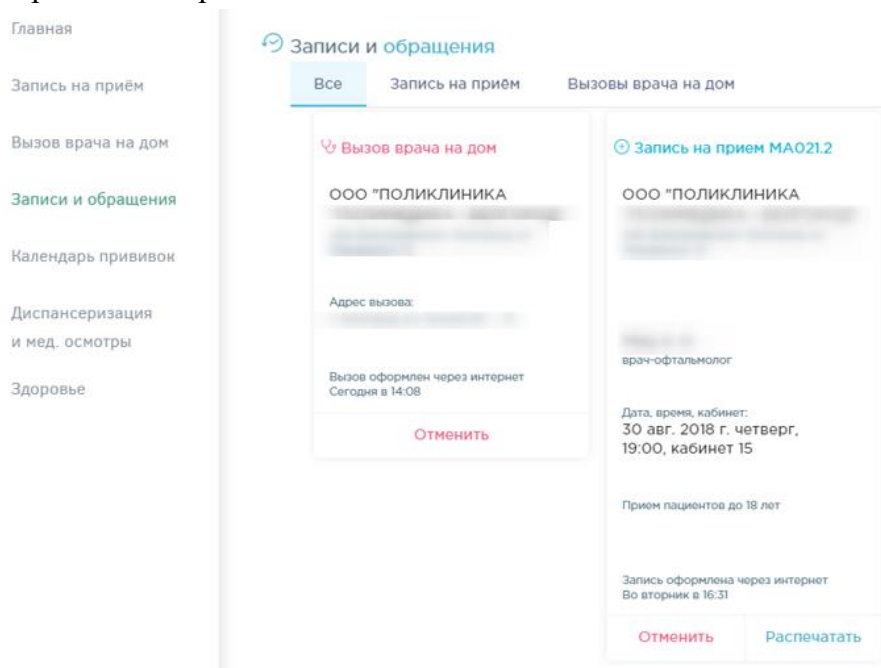 Главная
Запись на приём
Вызов врача на дом
Записи и обращения
Календарь прививок
Диспансеризация
и мед. осмотры
Здоровье
Записи и обращения
Все Запись на приём Вызовы врача на дом
Вызов врача на дом
ООО "ПОЛИКЛИНИКА
Адрес вызова:
Вызов оформлен через интернет
Сегодня в 14:08
Отменить
Запись на прием MA021.2
ООО "ПОЛИКЛИНИКА
врач-офтальмолог
Дата, время, кабинет:
30 авг. 2018 г. четверг,
19:00, кабинет 15
Прием пациентов до 18 лет
Запись оформлена через интернет
Во вторник в 16:31
Отменить Распечатать